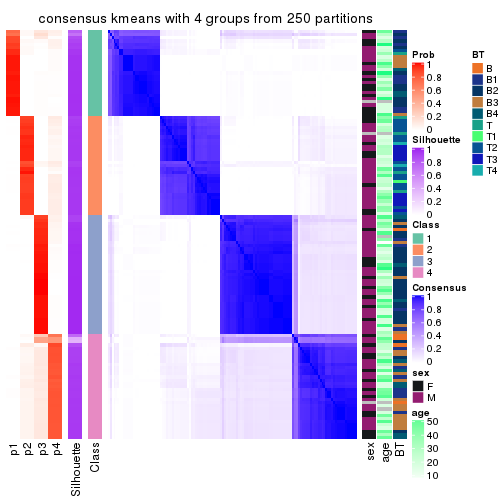 consensus kmeans with 4 groups from 250 partitions
Prob
1
0.8
0.6
0.4
0.2
0
Silhouette
1
0.8
0.6
0.4
0.2
0
Class
1
2
3
4
Consensus
1
0.8
0.6
0.4
0.2
0
sex
F
M
age
50
40
30
20
10
BT
B
B1
B2
B3
B4
T
T1
T2
T3
T4
p1
p2
p3
p4
Silhouette
Class
sex
age
BT